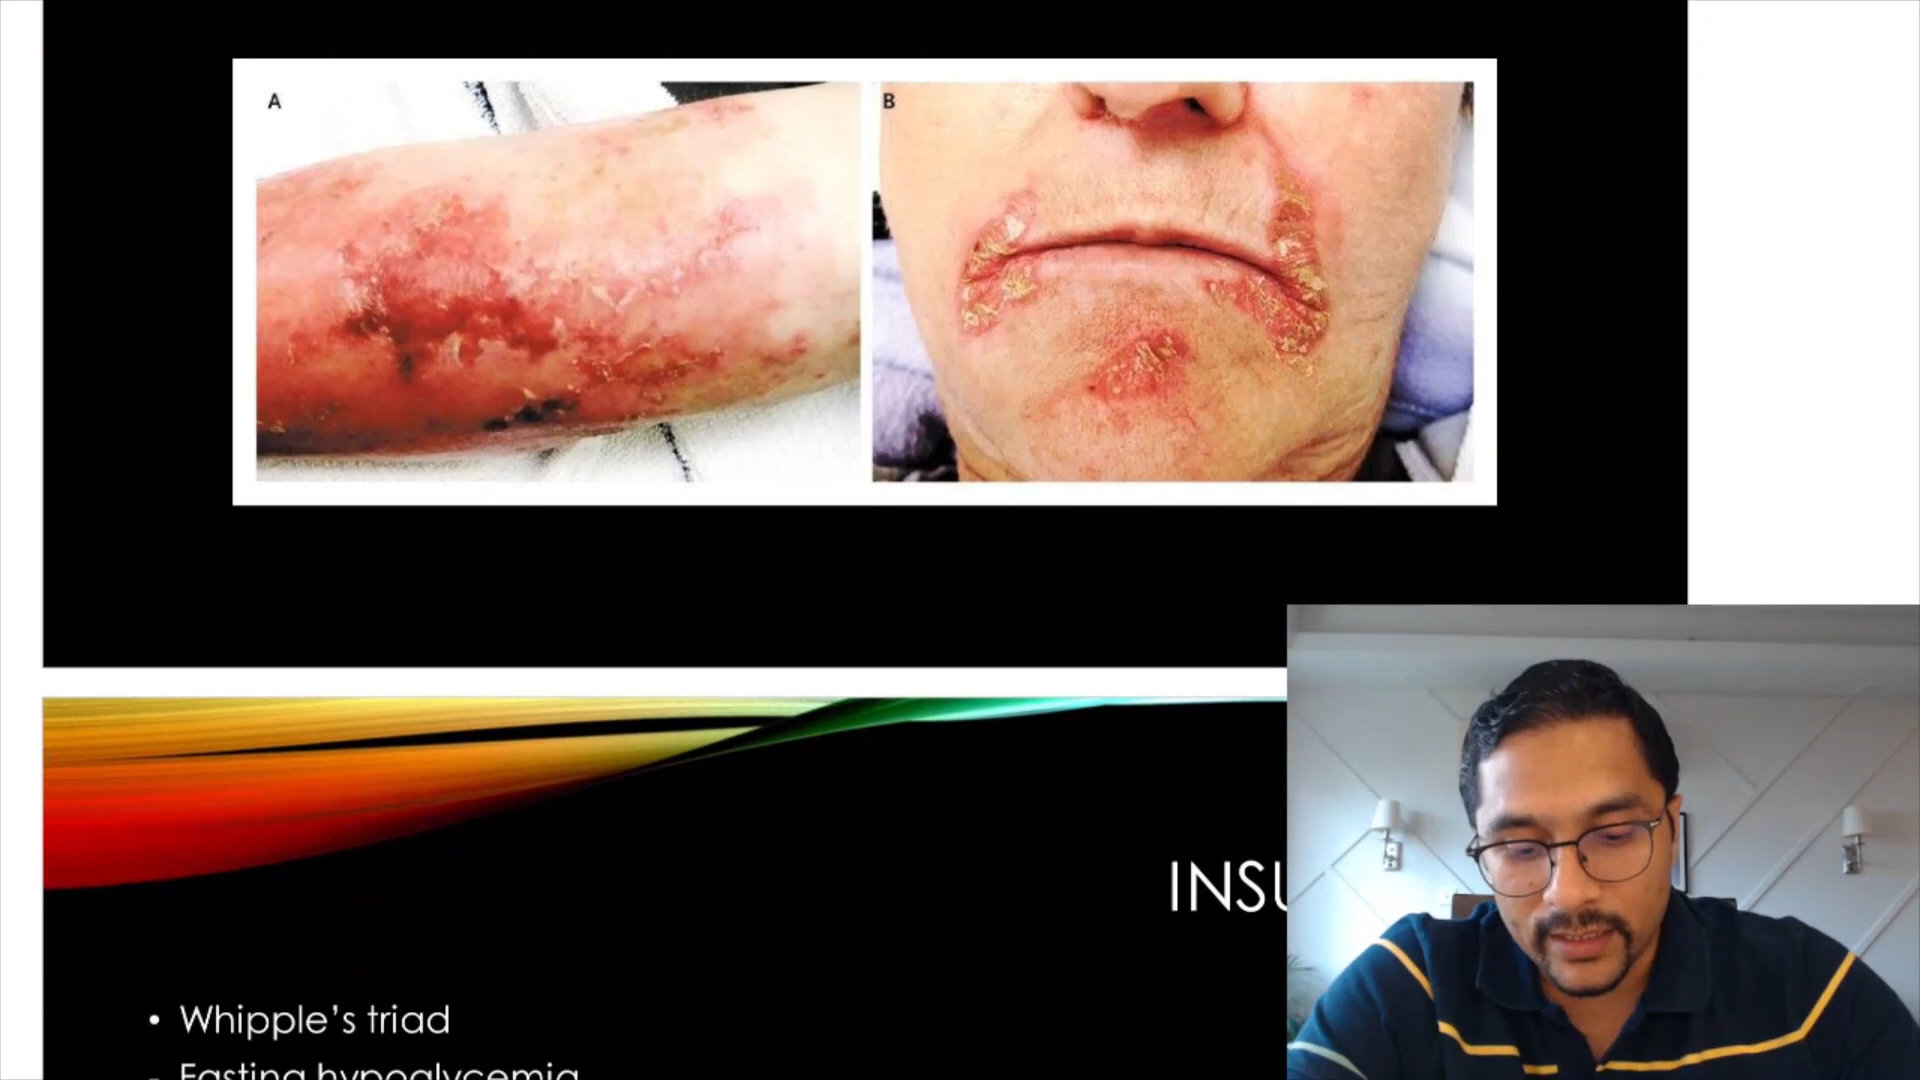 A
B
INSU
• Whipple's triad
- Fasting hypoglycemia